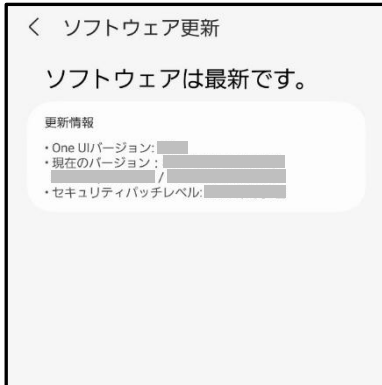 < ソフトウェア更新
ソフトウェアは最新です。
更新情報
・One UIバージョン:
・現在のバージョン：
/
・セキュリティパッチレベル: